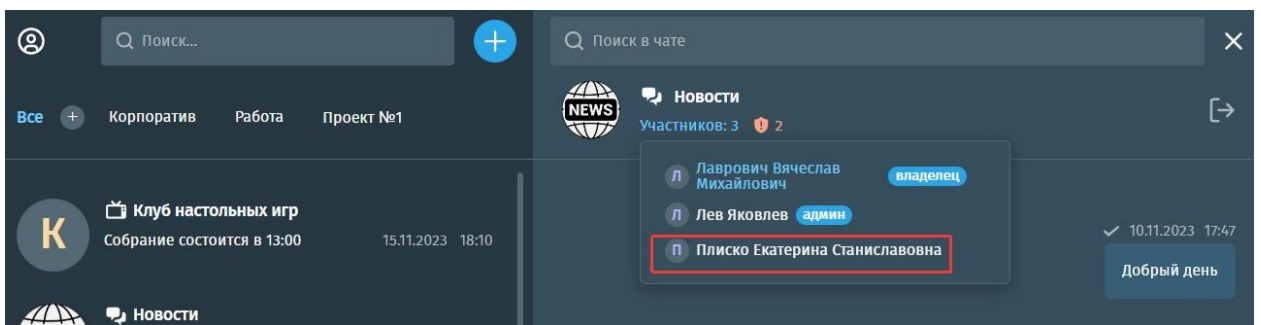 Поиск...
Все + Корпоратив Работа Проект №1
К
Клуб настольных игр
Собрание состоится в 13:00 15.11.2023 18:10
Новости
Поиск в чате
NEWS
Новости
Участников: 3 2
Л Лаврович Вячеслав Михайлович владелец
Л Лев Яковлев админ
П Плиско Екатерина Станиславовна
10.11.2023 17:47
Добрый день